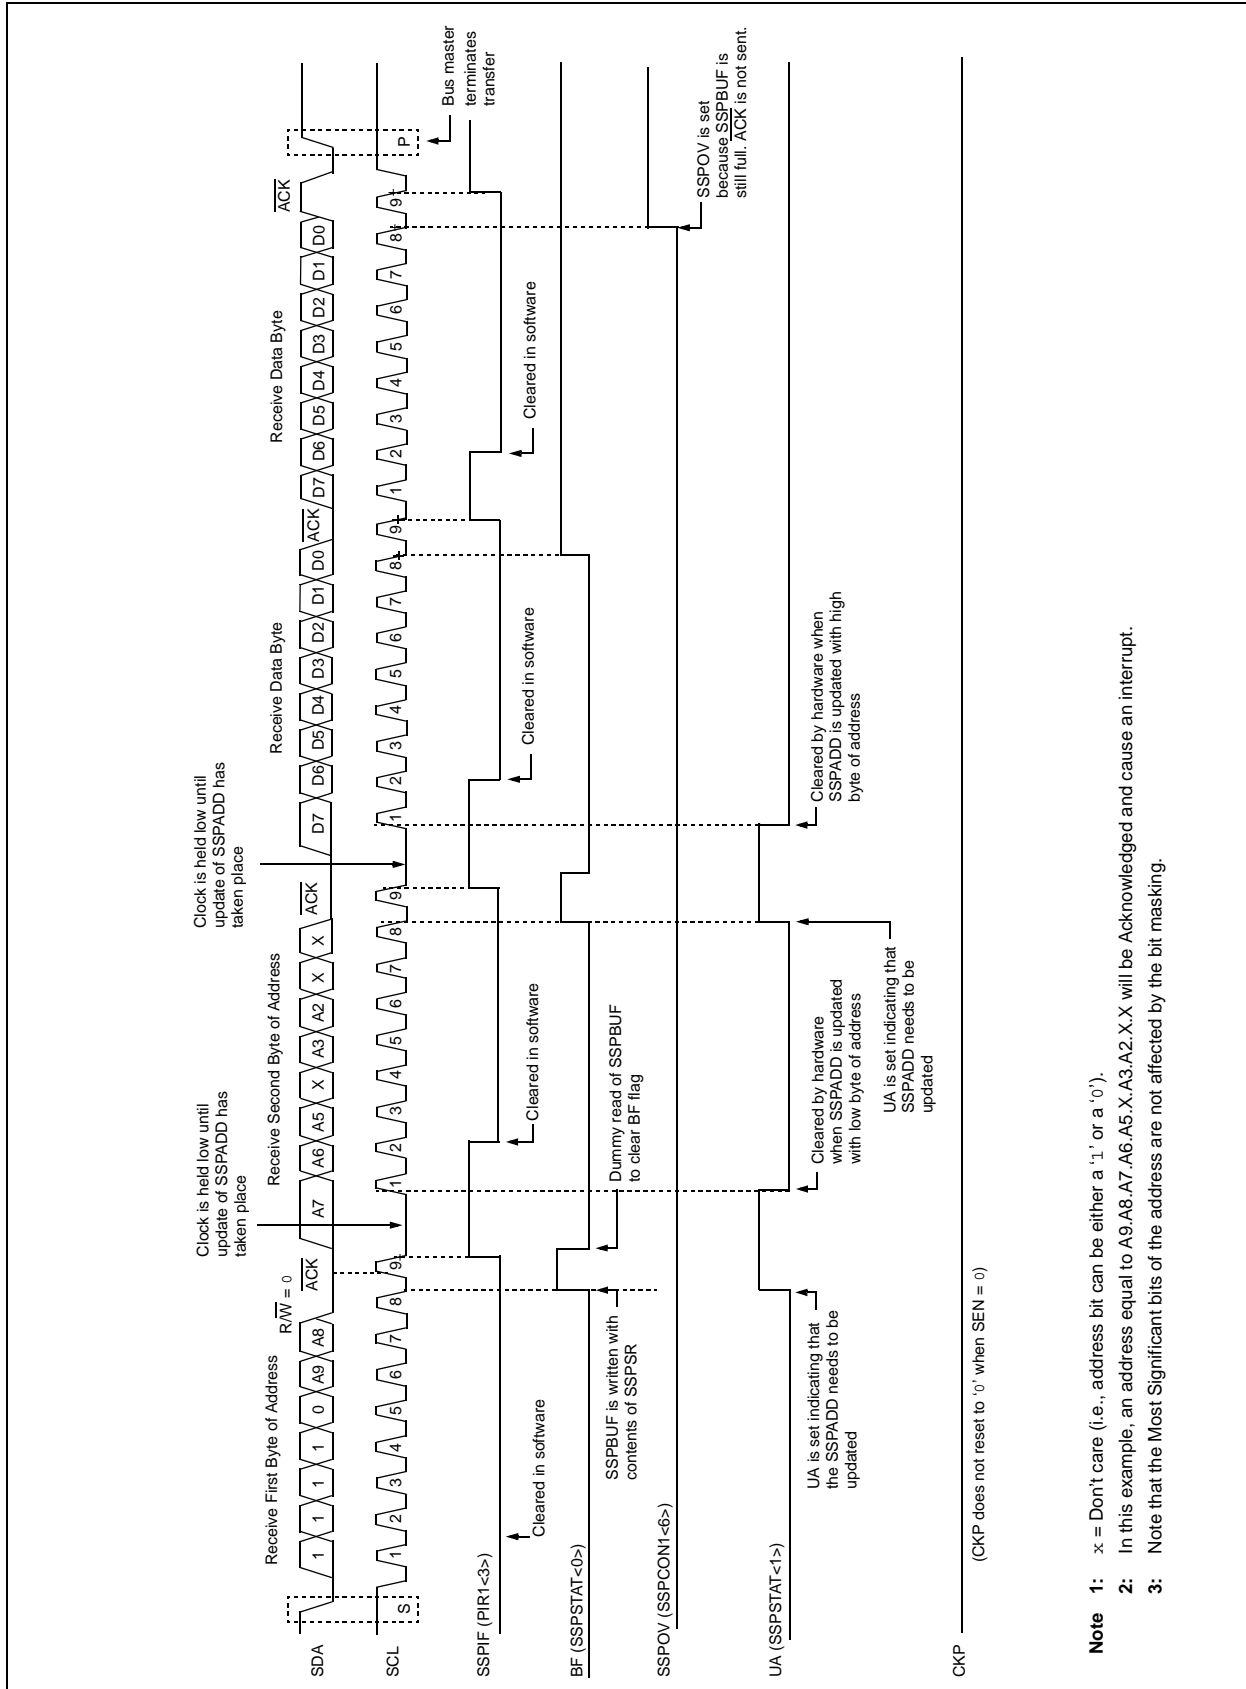 Receive First Byte of Address
R/W = 0
ACK
Clock is held low until
update of SSPADD has
taken place
Receive Second Byte of Address
ACK
Clock is held low until
update of SSPADD has
taken place
Receive Data Byte
ACK
Receive Data Byte
ACK
SDA
1 1 1 1 0 A9 A8
A7 A6 A5 X A3 A2 X X
D7 D6 D5 D4 D3 D2 D1 D0
D7 D6 D5 D4 D3 D2 D1 D0
SCL
S
1 2 3 4 5 6 7 8 9
1 2 3 4 5 6 7 8 9
1 2 3 4 5 6 7 8 9
1 2 3 4 5 6 7 8 9
P
Bus master
terminates
transfer
SSPIF (PIR1<3>)
Cleared in software
Cleared in software
Cleared in software
Cleared in software
BF (SSPSTAT<0>)
SSPBUF is written with
contents of SSPSR
Dummy read of SSPBUF
to clear BF flag
SSPOV (SSPCON1<6>)
SSPOV is set
because SSPBUF is
still full. ACK is not sent.
UA (SSPSTAT<1>)
UA is set indicating that
the SSPADD needs to be
updated
Cleared by hardware
when SSPADD is updated
with low byte of address
UA is set indicating that
SSPADD needs to be
updated
Cleared by hardware when
SSPADD is updated with high
byte of address
CKP
(CKP does not reset to ‘0’ when SEN = 0)
Note 1: x = Don’t care (i.e., address bit can be either a ‘1’ or a ‘0’).
2: In this example, an address equal to A9.A8.A7.A6.A5.X.A3.A2.X.X will be Acknowledged and cause an interrupt.
3: Note that the Most Significant bits of the address are not affected by the bit masking.